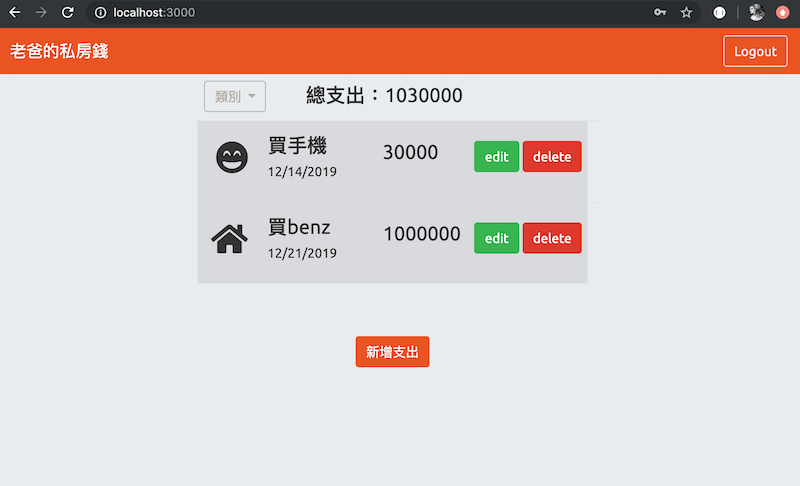 localhost:3000
老爸的私房錢
Logout
類別
總支出：1030000
買手機
30000
edit
delete
12/14/2019
買benz
1000000
edit
delete
12/21/2019
新增支出